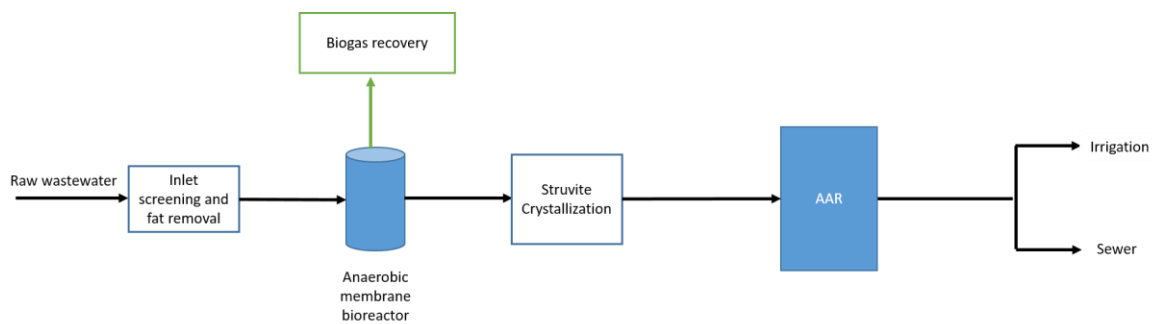 Biogas recovery
Raw wastewater
Inlet
screening and
fat removal
Anaerobic
membrane
bioreactor
Struvite
Crystallization
AAR
Irrigation
Sewer